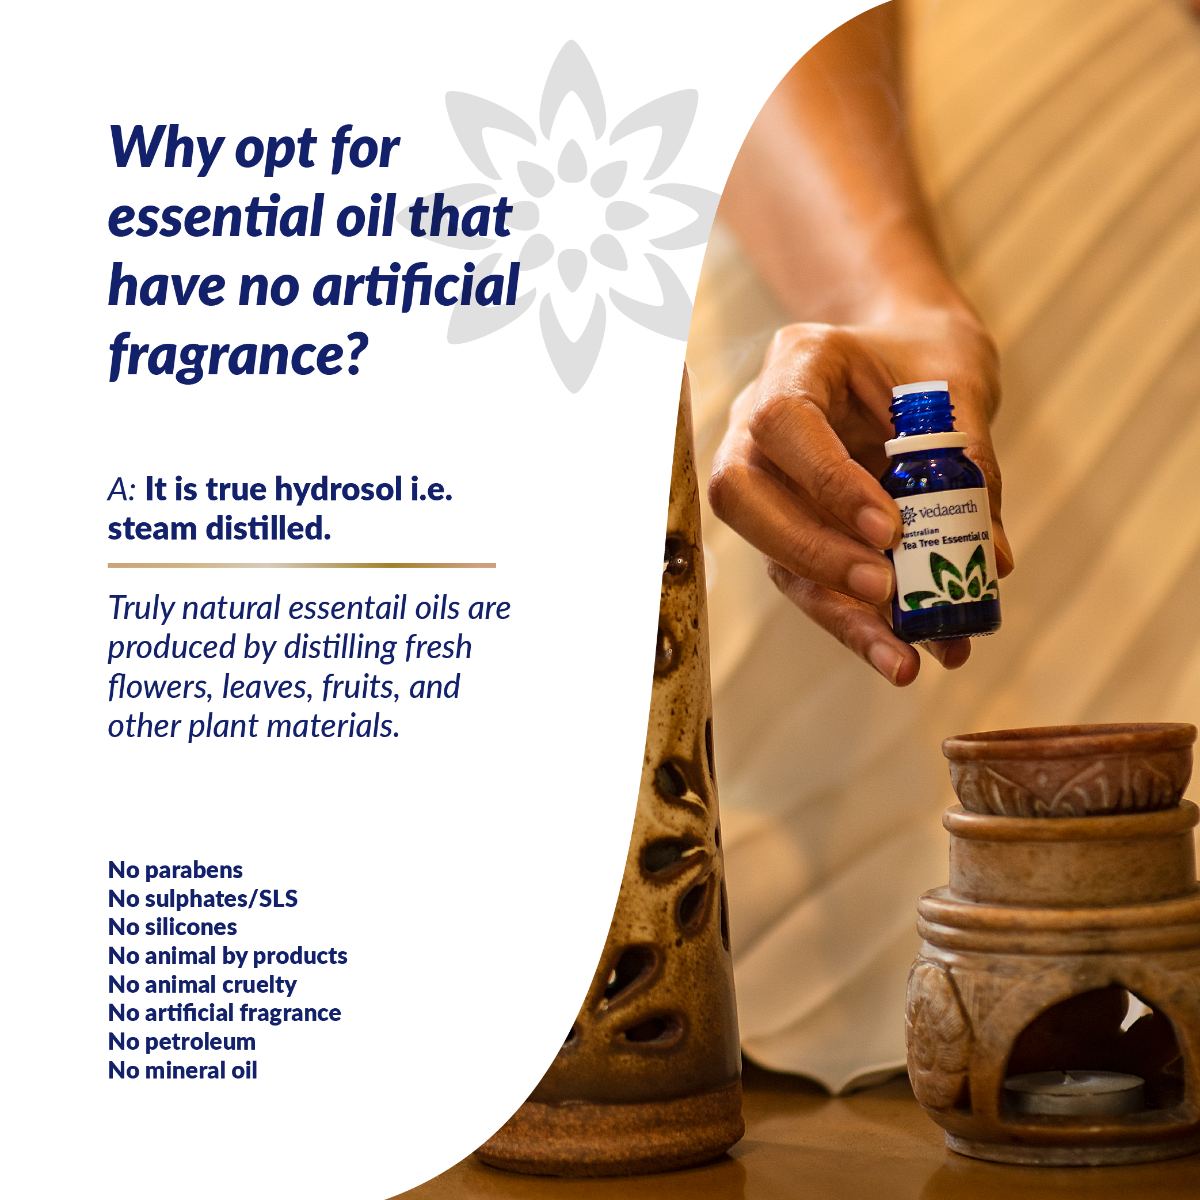 Why opt for
essential oil that
have no artificial
fragrance?
A: It is true hydrosol i.e.
steam distilled.
Truly natural essentail oils are
produced by distilling fresh
flowers, leaves, fruits, and
other plant materials.
No parabens
No sulphates/SLS
No silicones
No animal by products
No animal cruelty
No artificial fragrance
No petroleum
No mineral oil
vedaearth
Australian
Tea Tree Essential Oil